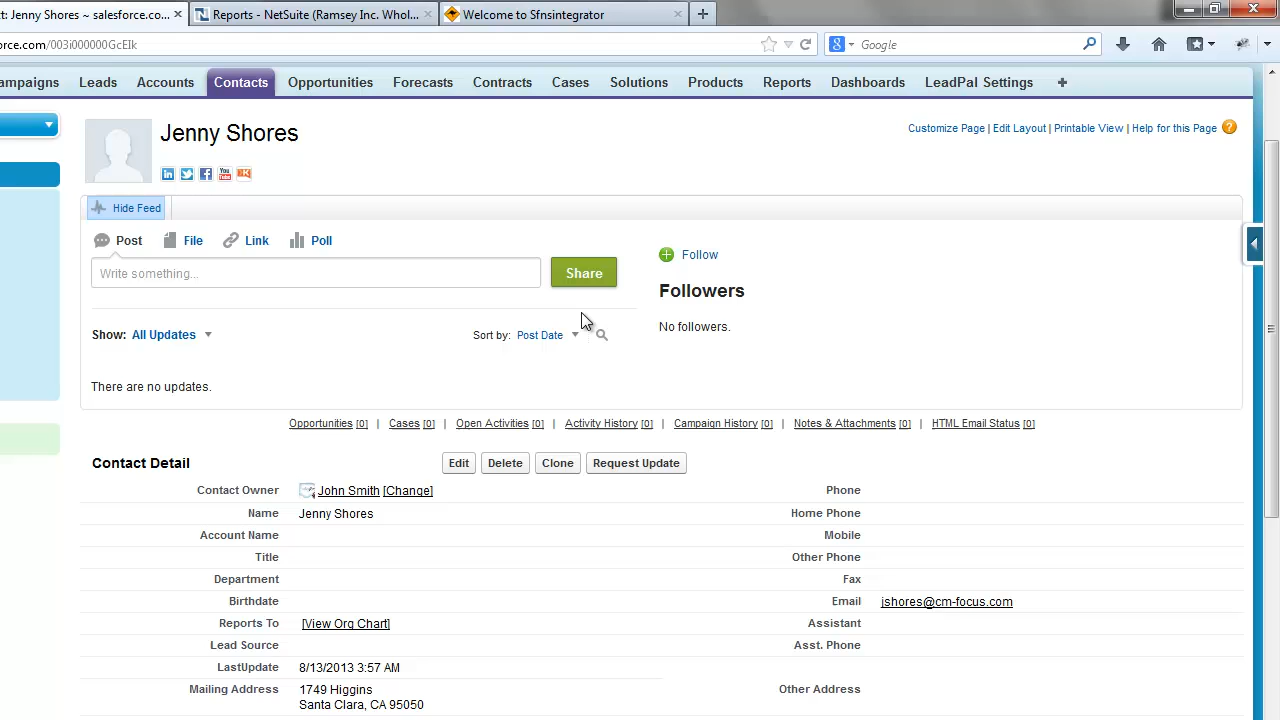 t: Jenny Shores ~ salesforce.co... Reports - NetSuite (Ramsey Inc. Whol... Welcome to Sfnsintegrator
rce.com/003i000000GcEIk Google
ampaigns Leads Accounts Contacts Opportunities Forecasts Contracts Cases Solutions Products Reports Dashboards LeadPal Settings +
Jenny Shores
Customize Page | Edit Layout | Printable View | Help for this Page ?
Hide Feed
Post File Link Poll
Write something... Share
Follow
Followers
No followers.
Show: All Updates Sort by: Post Date
There are no updates.
Opportunities [0] | Cases [0] | Open Activities [0] | Activity History [0] | Campaign History [0] | Notes & Attachments [0] | HTML Email Status [0]
Contact Detail Edit Delete Clone Request Update
Contact Owner John Smith [Change] Phone
Name Jenny Shores Home Phone
Account Name Mobile
Title Other Phone
Department Fax
Birthdate Email jshores@cm-focus.com
Reports To [View Org Chart] Assistant
Lead Source Asst. Phone
LastUpdate 8/13/2013 3:57 AM
Mailing Address 1749 Higgins Other Address
Santa Clara, CA 95050